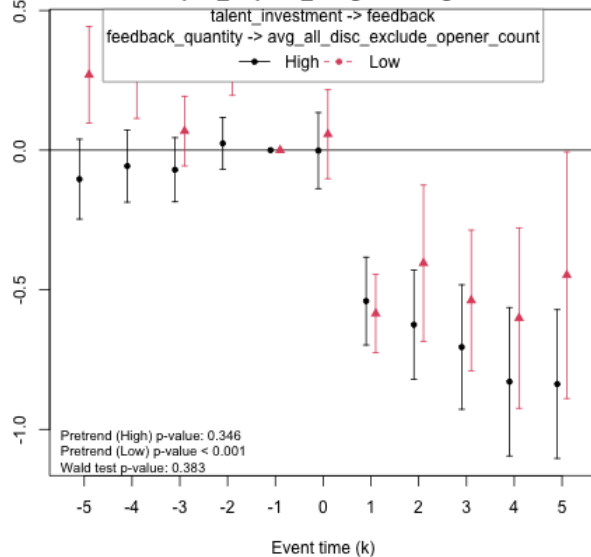 talent_investment -> feedback
feedback_quantity -> avg_all_disc_exclude_opener_count
High Low
0.5
0.0
-0.5
-1.0
Pretrend (High) p-value: 0.346
Pretrend (Low) p-value < 0.001
Wald test p-value: 0.383
-5 -4 -3 -2 -1 0 1 2 3 4 5
Event time (k)